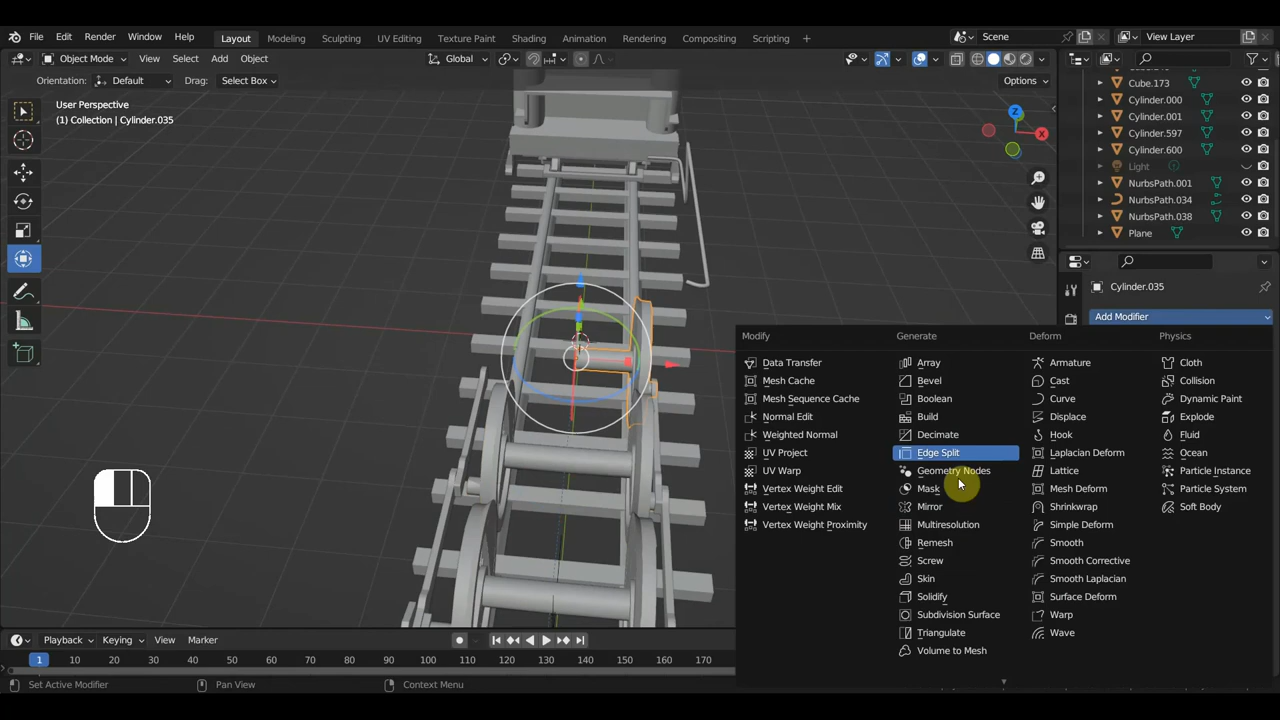 File Edit Render Window Help Layout Modeling Sculpting UV Editing Texture Paint Shading Animation Rendering Compositing Scripting + Scene View Layer
Object Mode View Select Add Object Global
Orientation: Default Drag: Select Box Options
User Perspective
(1) Collection | Cylinder.035
Z
X
Cube.173
Cylinder.000
Cylinder.001
Cylinder.597
Cylinder.600
Light
NurbsPath.001
NurbsPath.034
NurbsPath.038
Plane
Cylinder.035
Add Modifier
Modify Generate Deform Physics
Data Transfer Array Armature Cloth
Mesh Cache Bevel Cast Collision
Mesh Sequence Cache Boolean Curve Dynamic Paint
Normal Edit Build Displace Explode
Weighted Normal Decimate Hook Fluid
UV Project Edge Split Laplacian Deform Ocean
UV Warp Geometry Nodes Lattice Particle Instance
Vertex Weight Edit Mask Mesh Deform Particle System
Vertex Weight Mix Mirror Shrinkwrap Soft Body
Vertex Weight Proximity Multiresolution Simple Deform
Remesh Smooth
Screw Smooth Corrective
Skin Smooth Laplacian
Solidify Surface Deform
Subdivision Surface Warp
Triangulate Wave
Volume to Mesh
Playback Keying View Marker
1 10 20 30 40 50 60 70 80 90 100 110 120 130 140 150 160 170
Set Active Modifier Pan View Context Menu